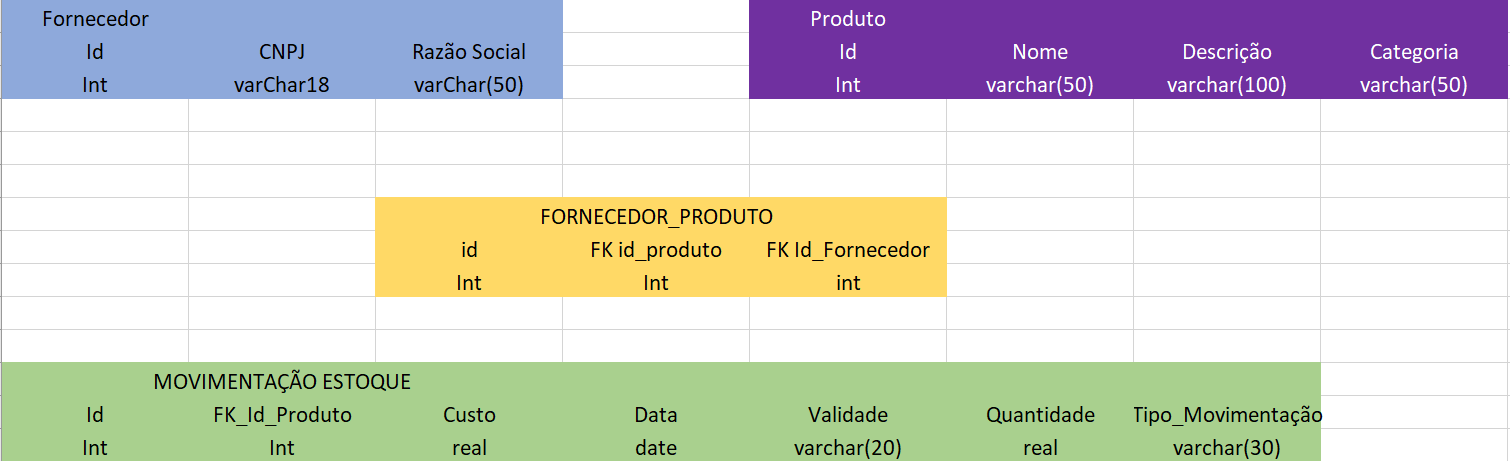 Fornecedor Produto
Id CNPJ Razão Social Id Nome Descrição Categoria
Int varChar18 varChar(50) Int varchar(50) varchar(100) varchar(50)
FORNECEDOR_PRODUTO
id FK id_produto FK Id_Fornecedor
Int Int int
MOVIMENTAÇÃO ESTOQUE
Id FK_Id_Produto Custo Data Validade Quantidade Tipo_Movimentação
Int Int real date varchar(20) real varchar(30)